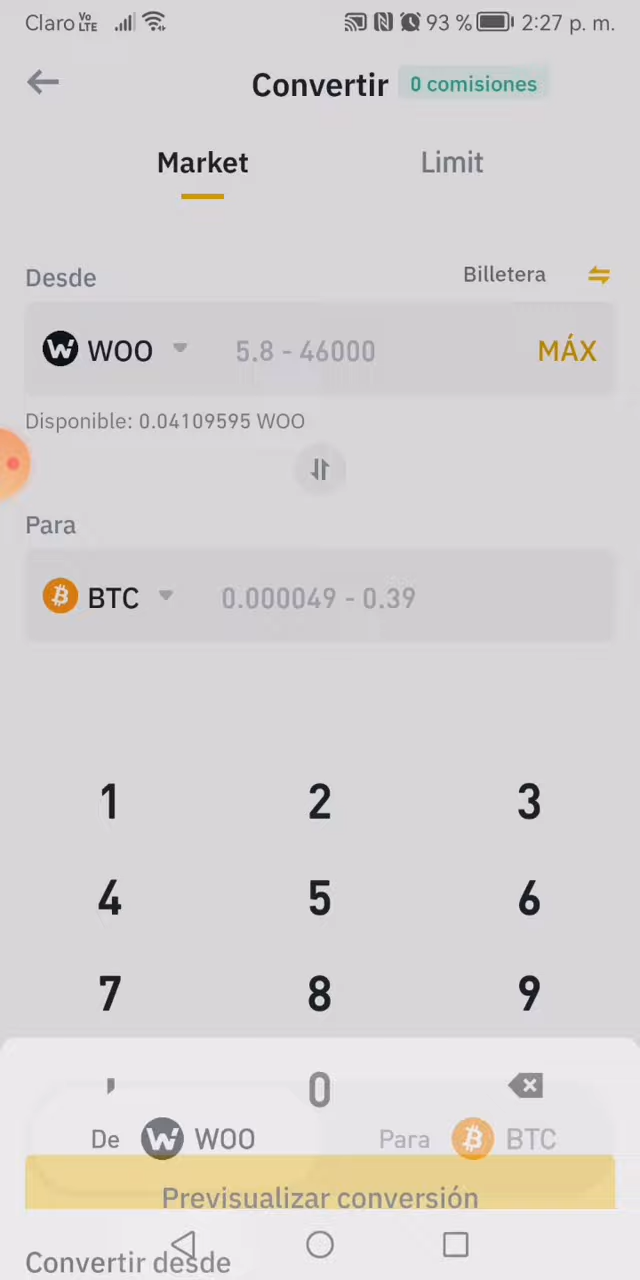 Claro Vo LTE 93 % 2:27 p. m.
Convertir 0 comisiones
Market Limit
Desde Billetera
WOO 5.8 - 46000 MÁX
Disponible: 0.04109595 WOO
Para
BTC 0.000049 - 0.39
1 2 3
4 5 6
7 8 9
, 0
De WOO Para BTC
Previsualizar conversión
Convertir desde